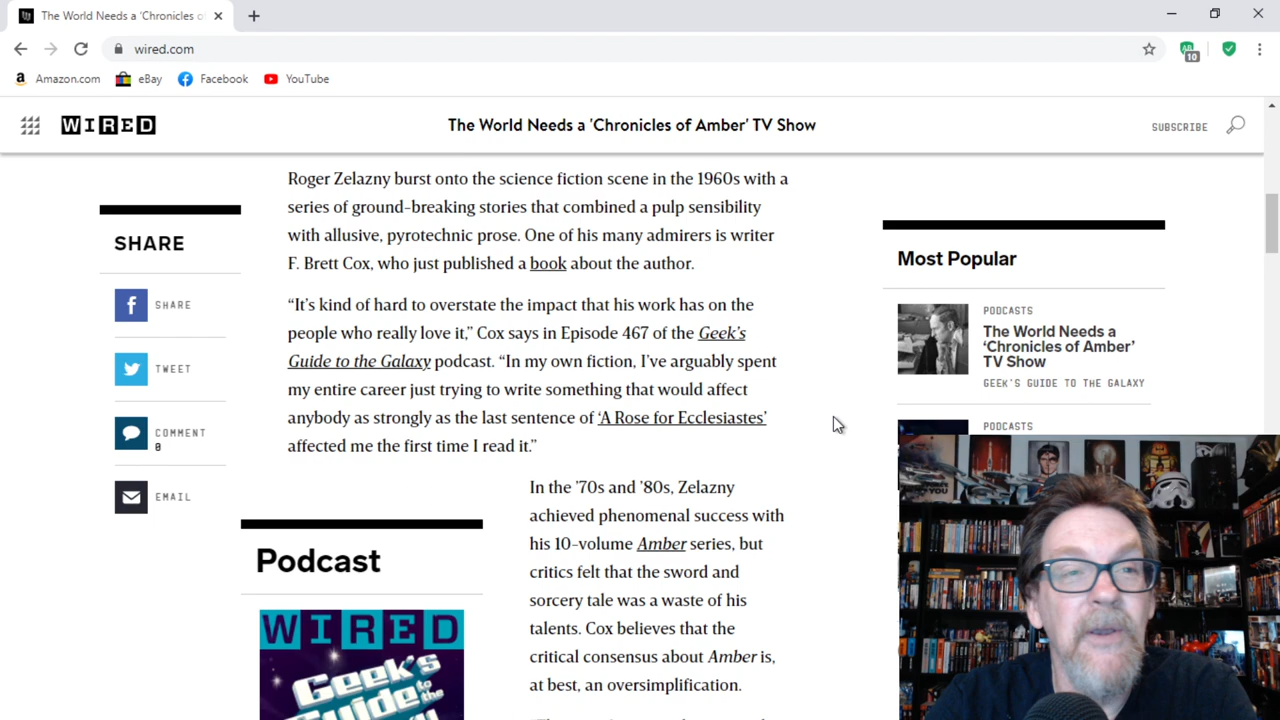 The World Needs a 'Chronicles of
wired.com
10
Amazon.com
eBay
Facebook
YouTube
WIRED
The World Needs a 'Chronicles of Amber' TV Show
SUBSCRIBE
Roger Zelazny burst onto the science fiction scene in the 1960s with a
series of ground-breaking stories that combined a pulp sensibility
with allusive, pyrotechnic prose. One of his many admirers is writer
F. Brett Cox, who just published a book about the author.
“It’s kind of hard to overstate the impact that his work has on the
people who really love it,” Cox says in Episode 467 of the Geek’s
Guide to the Galaxy podcast. “In my own fiction, I’ve arguably spent
my entire career just trying to write something that would affect
anybody as strongly as the last sentence of ‘A Rose for Ecclesiastes’
affected me the first time I read it.”
In the ’70s and ’80s, Zelazny
achieved phenomenal success with
his 10-volume Amber series, but
critics felt that the sword and
sorcery tale was a waste of his
talents. Cox believes that the
critical consensus about Amber is,
at best, an oversimplification.
SHARE
SHARE
TWEET
COMMENT
0
EMAIL
Podcast
WIRED
Geek's
Guide to the
Most Popular
PODCASTS
The World Needs a
‘Chronicles of Amber’
TV Show
GEEK'S GUIDE TO THE GALAXY
PODCASTS